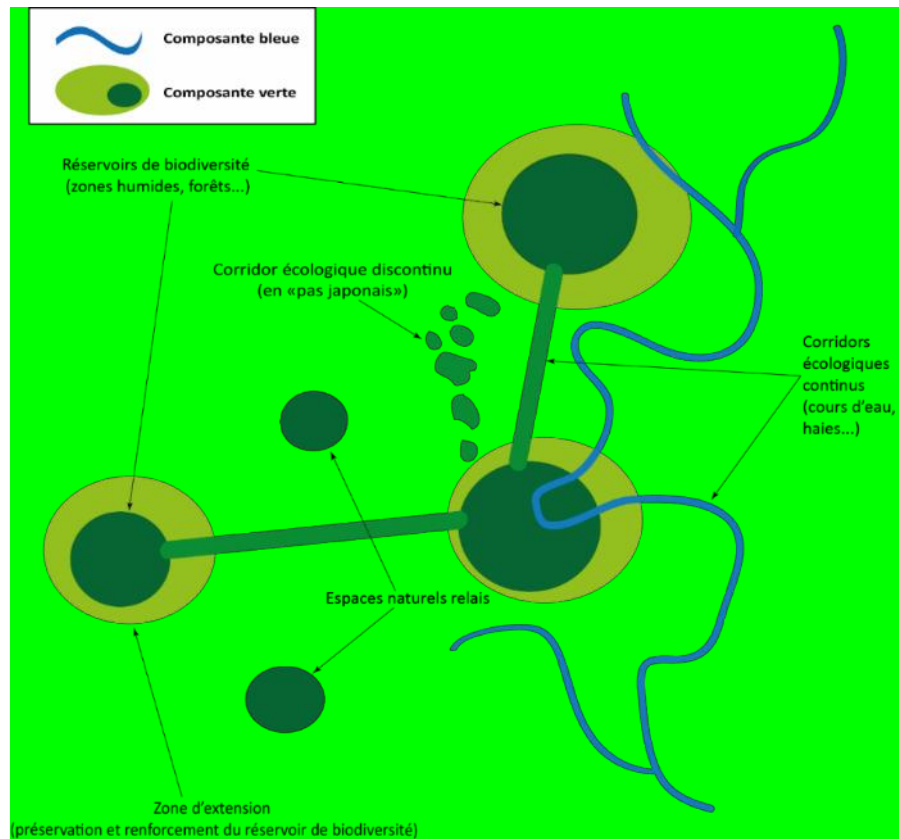 Composante bleue
Composante verte
Réservoirs de biodiversité
(zones humides, forêts...)
Corridor écologique discontinu
(en «pas japonais»)
Corridors
écologiques
continus
(cours d'eau,
haies...)
Espaces naturels relais
Zone d'extension
(préservation et renforcement du réservoir de biodiversité)